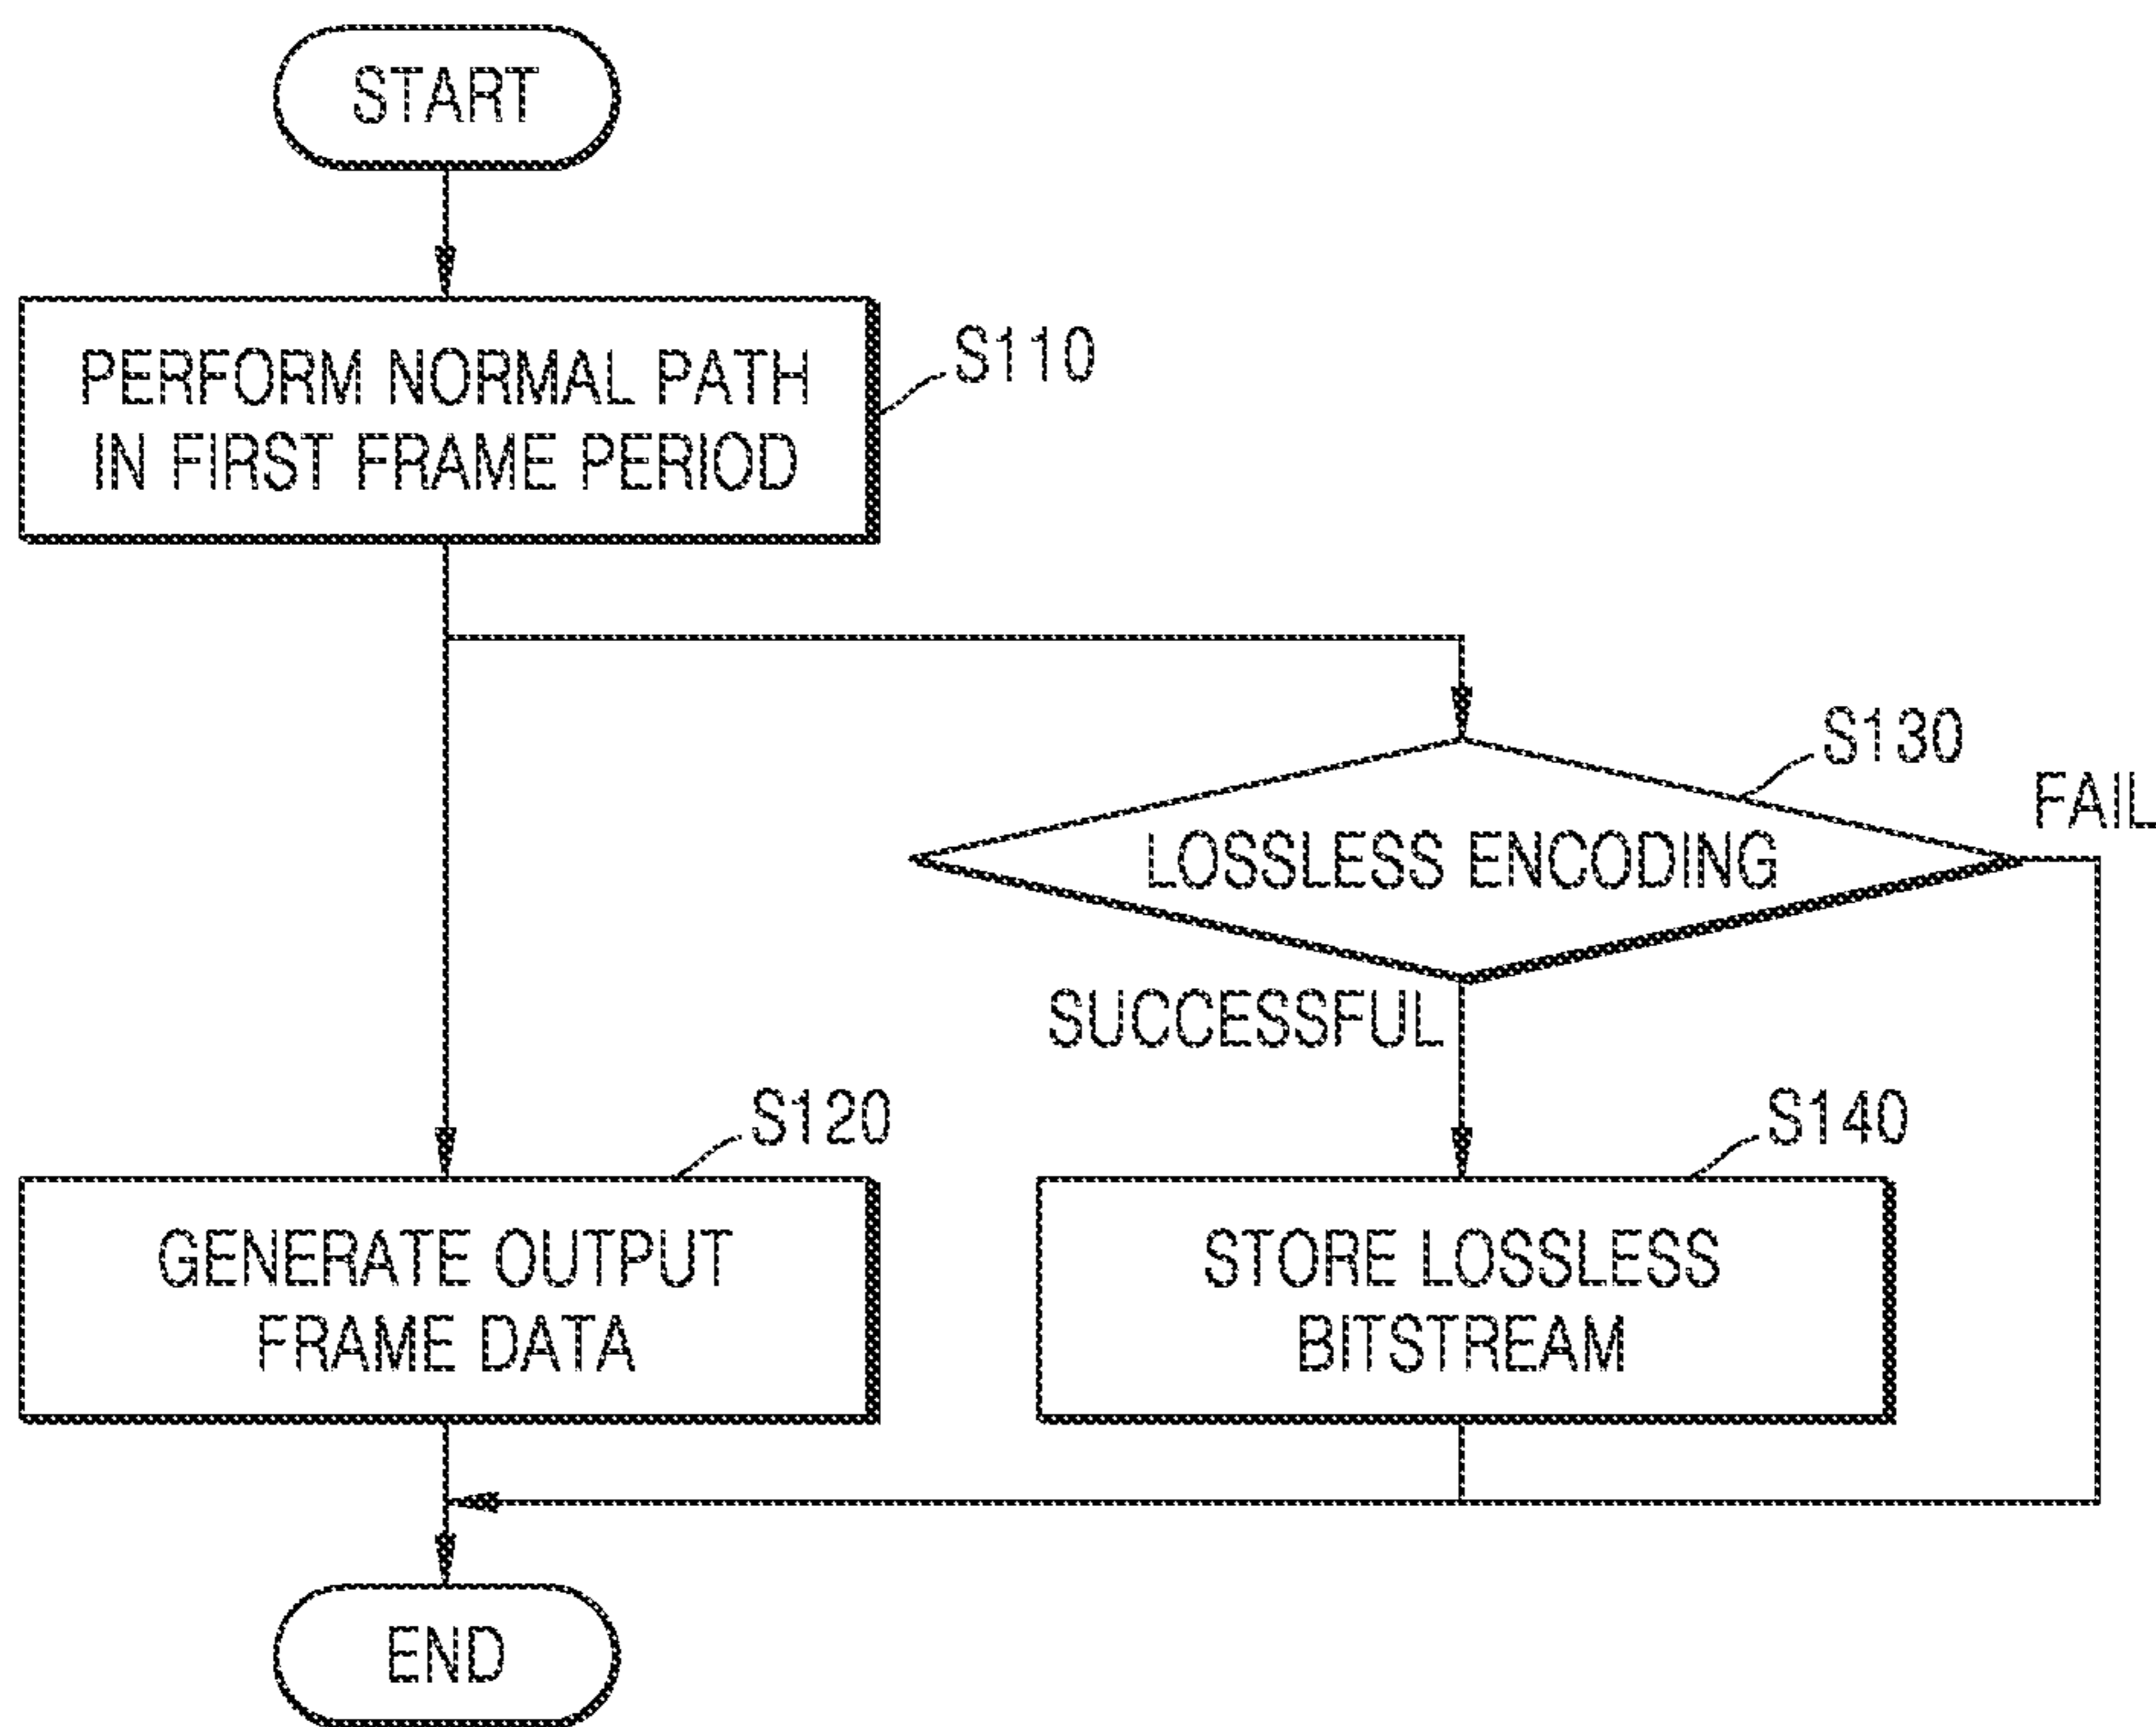 START
PERFORM NORMAL PATH
IN FIRST FRAME PERIOD
S110
S130
FAIL
LOSSLESS ENCODING
SUCCESSFUL
S120
S140
GENERATE OUTPUT
FRAME DATA
STORE LOSSLESS
BITSTREAM
END